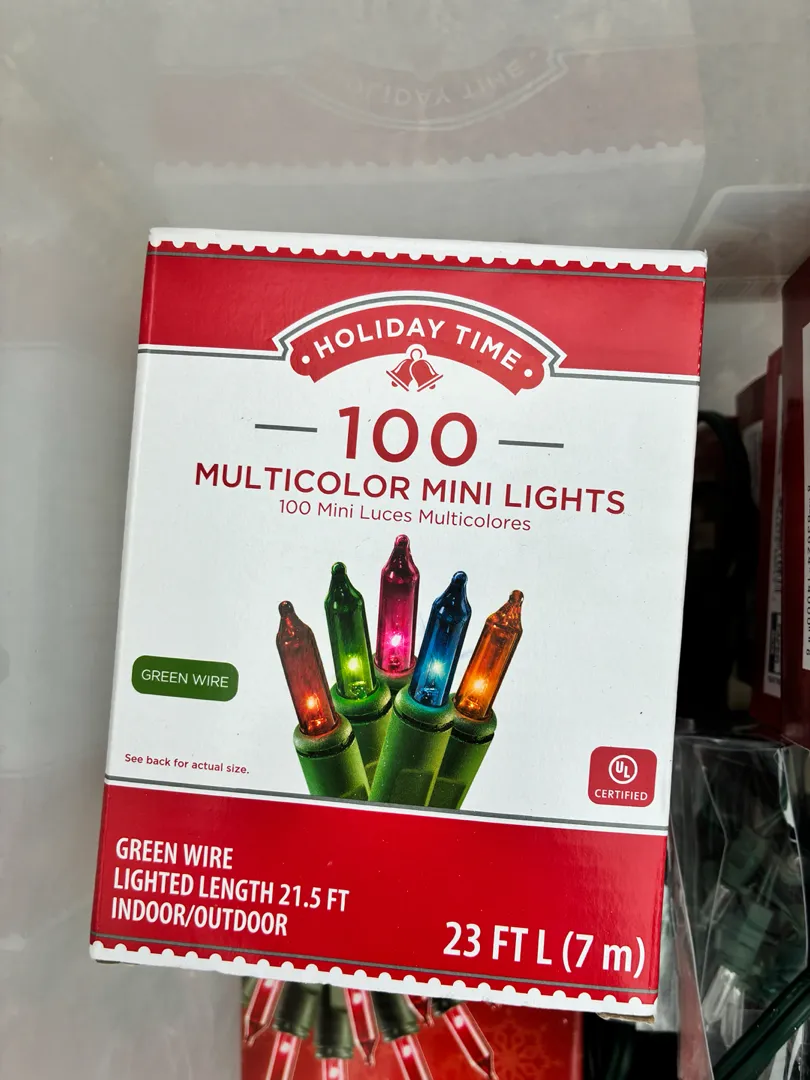 HOLIDAY TIME
100
MULTICOLOR MINI LIGHTS
100 Mini Luces Multicolores
GREEN WIRE
See back for actual size.
UL
CERTIFIED
GREEN WIRE
LIGHTED LENGTH 21.5 FT
INDOOR/OUTDOOR
23 FT L (7 m)